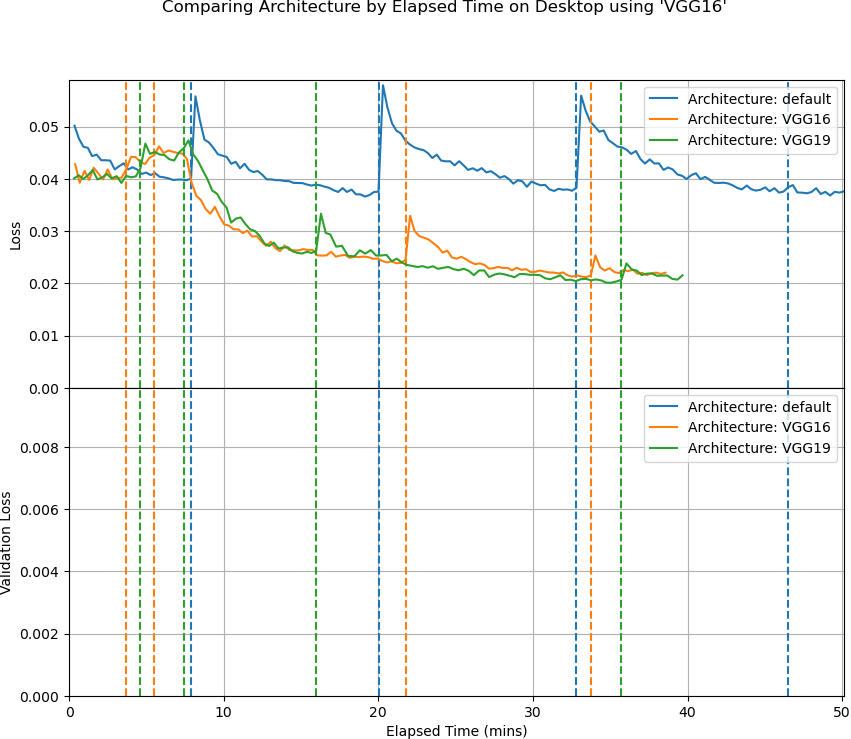 Comparing Architecture by Elapsed Time on Desktop using 'VGG16'
Architecture: default
Architecture: VGG16
Architecture: VGG19
0.05
0.04
0.03
0.02
0.01
0.00
Loss
Architecture: default
Architecture: VGG16
Architecture: VGG19
0.008
0.006
0.004
0.002
0.000
Validation Loss
0 10 20 30 40 50
Elapsed Time (mins)